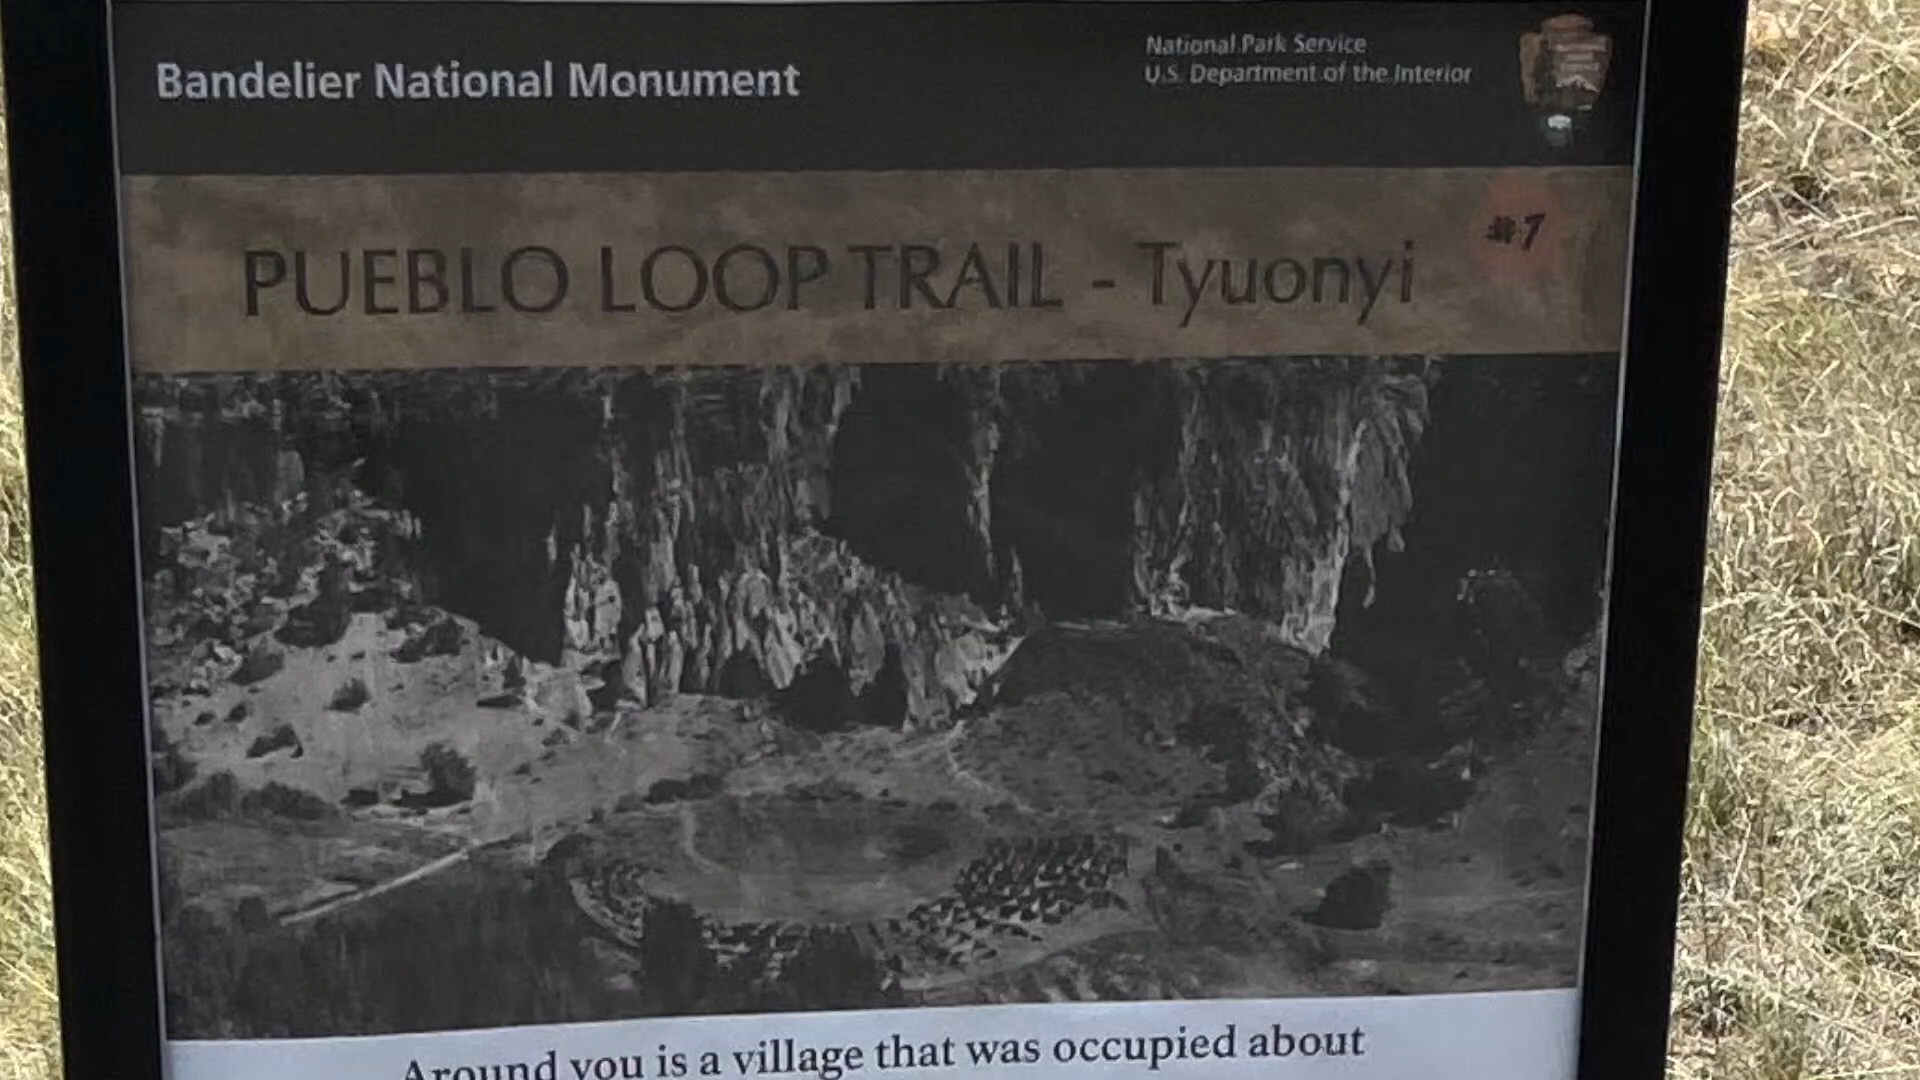 Bandelier National Monument
National Park Service
U.S. Department of the Interior
#7
PUEBLO LOOP TRAIL - Tyuonyi
Around you is a village that was occupied about